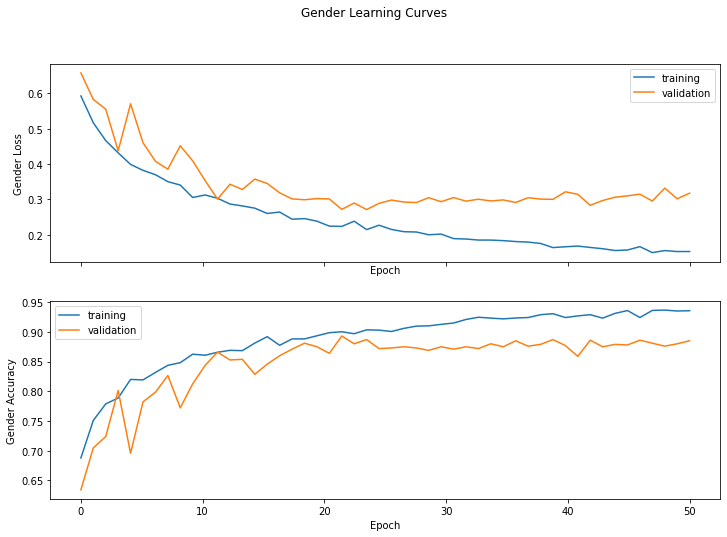 Gender Learning Curves
training
validation
0.6
0.5
0.4
0.3
0.2
Gender Loss
Epoch
training
validation
0.95
0.90
0.85
0.80
0.75
0.70
0.65
Gender Accuracy
0 10 20 30 40 50
Epoch